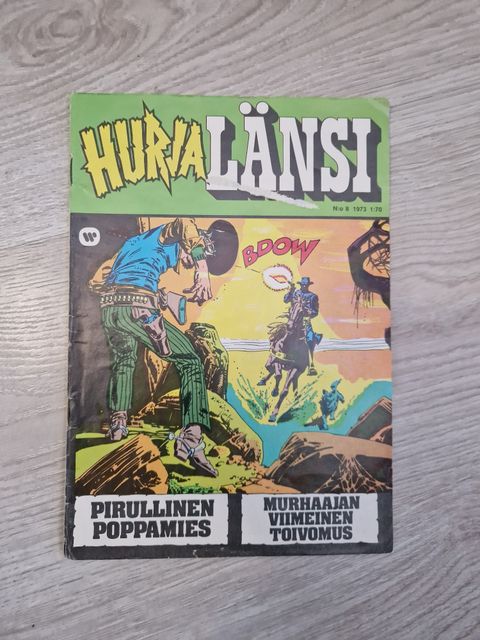 HURJA LÄNSI
N:o 8 1973 1:70
W
BDOW
PIRULLINEN
POPPAMIES
MURHAAJAN
VIIMEINEN
TOIVOMUS